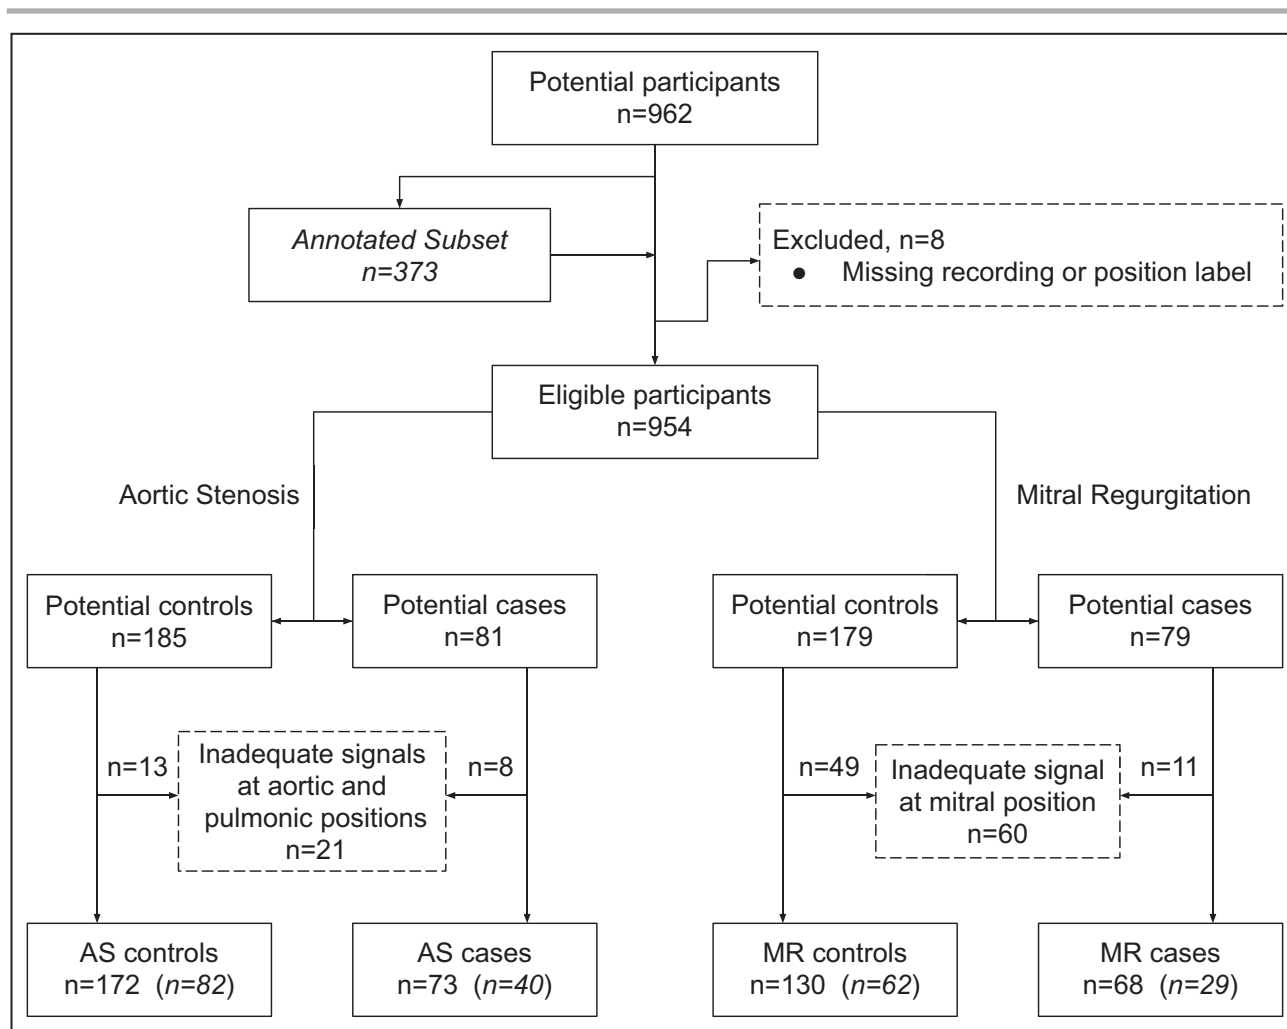 Potential participants
n=962
Annotated Subset
n=373
Excluded, n=8
● Missing recording or position label
Eligible participants
n=954
Aortic Stenosis
Mitral Regurgitation
Potential controls
n=185
Potential cases
n=81
Potential controls
n=179
Potential cases
n=79
n=13
Inadequate signals
at aortic and
pulmonic positions
n=21
n=8
n=49
Inadequate signal
at mitral position
n=60
n=11
AS controls
n=172 (n=82)
AS cases
n=73 (n=40)
MR controls
n=130 (n=62)
MR cases
n=68 (n=29)